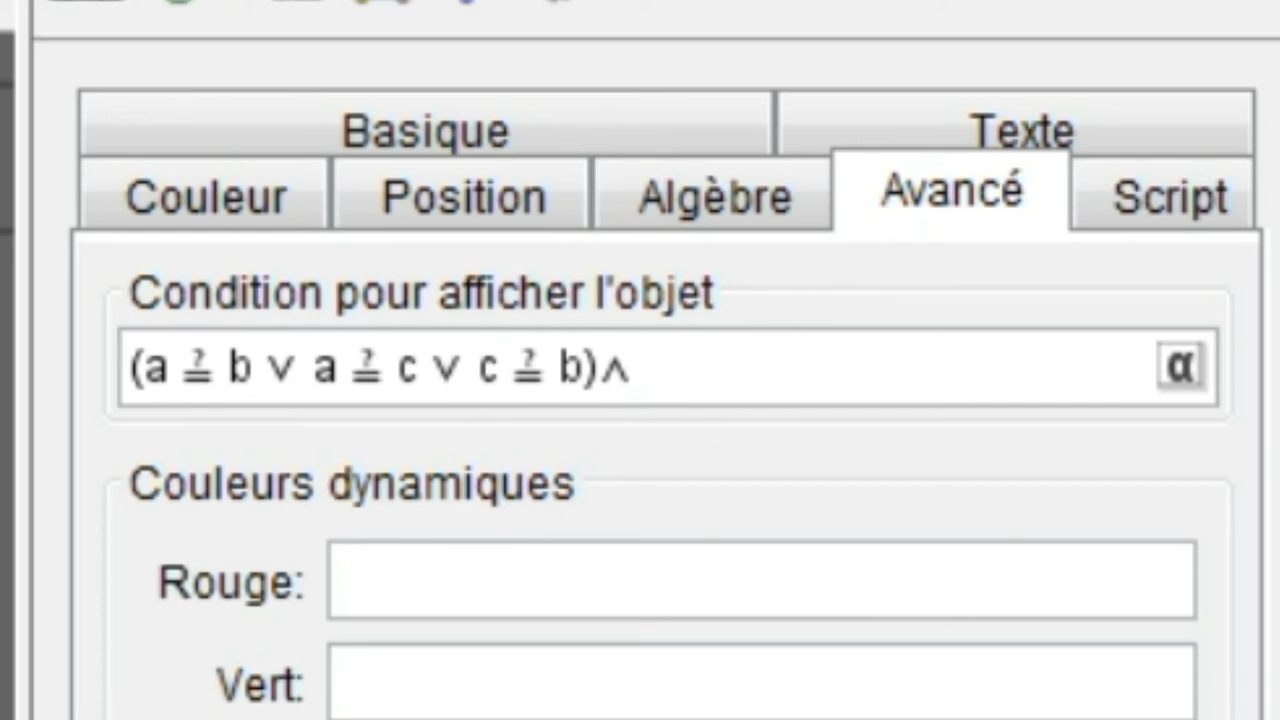 Basique Texte
Couleur Position Algèbre Avancé Script
Condition pour afficher l'objet
(a ≟ b ∨ a ≟ c ∨ c ≟ b)∧ α
Couleurs dynamiques
Rouge:
Vert: